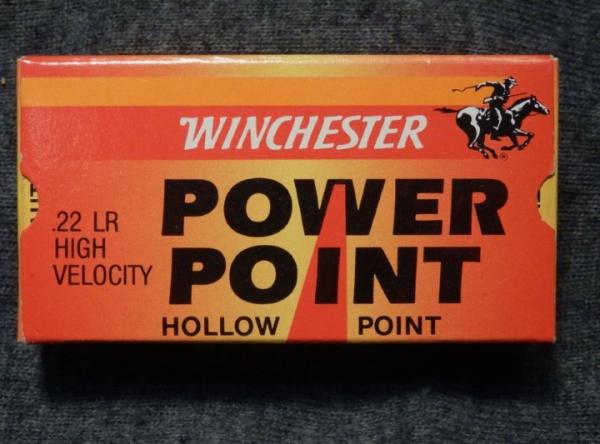 WINCHESTER
®
POWER
POINT
.22 LR
HIGH
VELOCITY
HOLLOW POINT